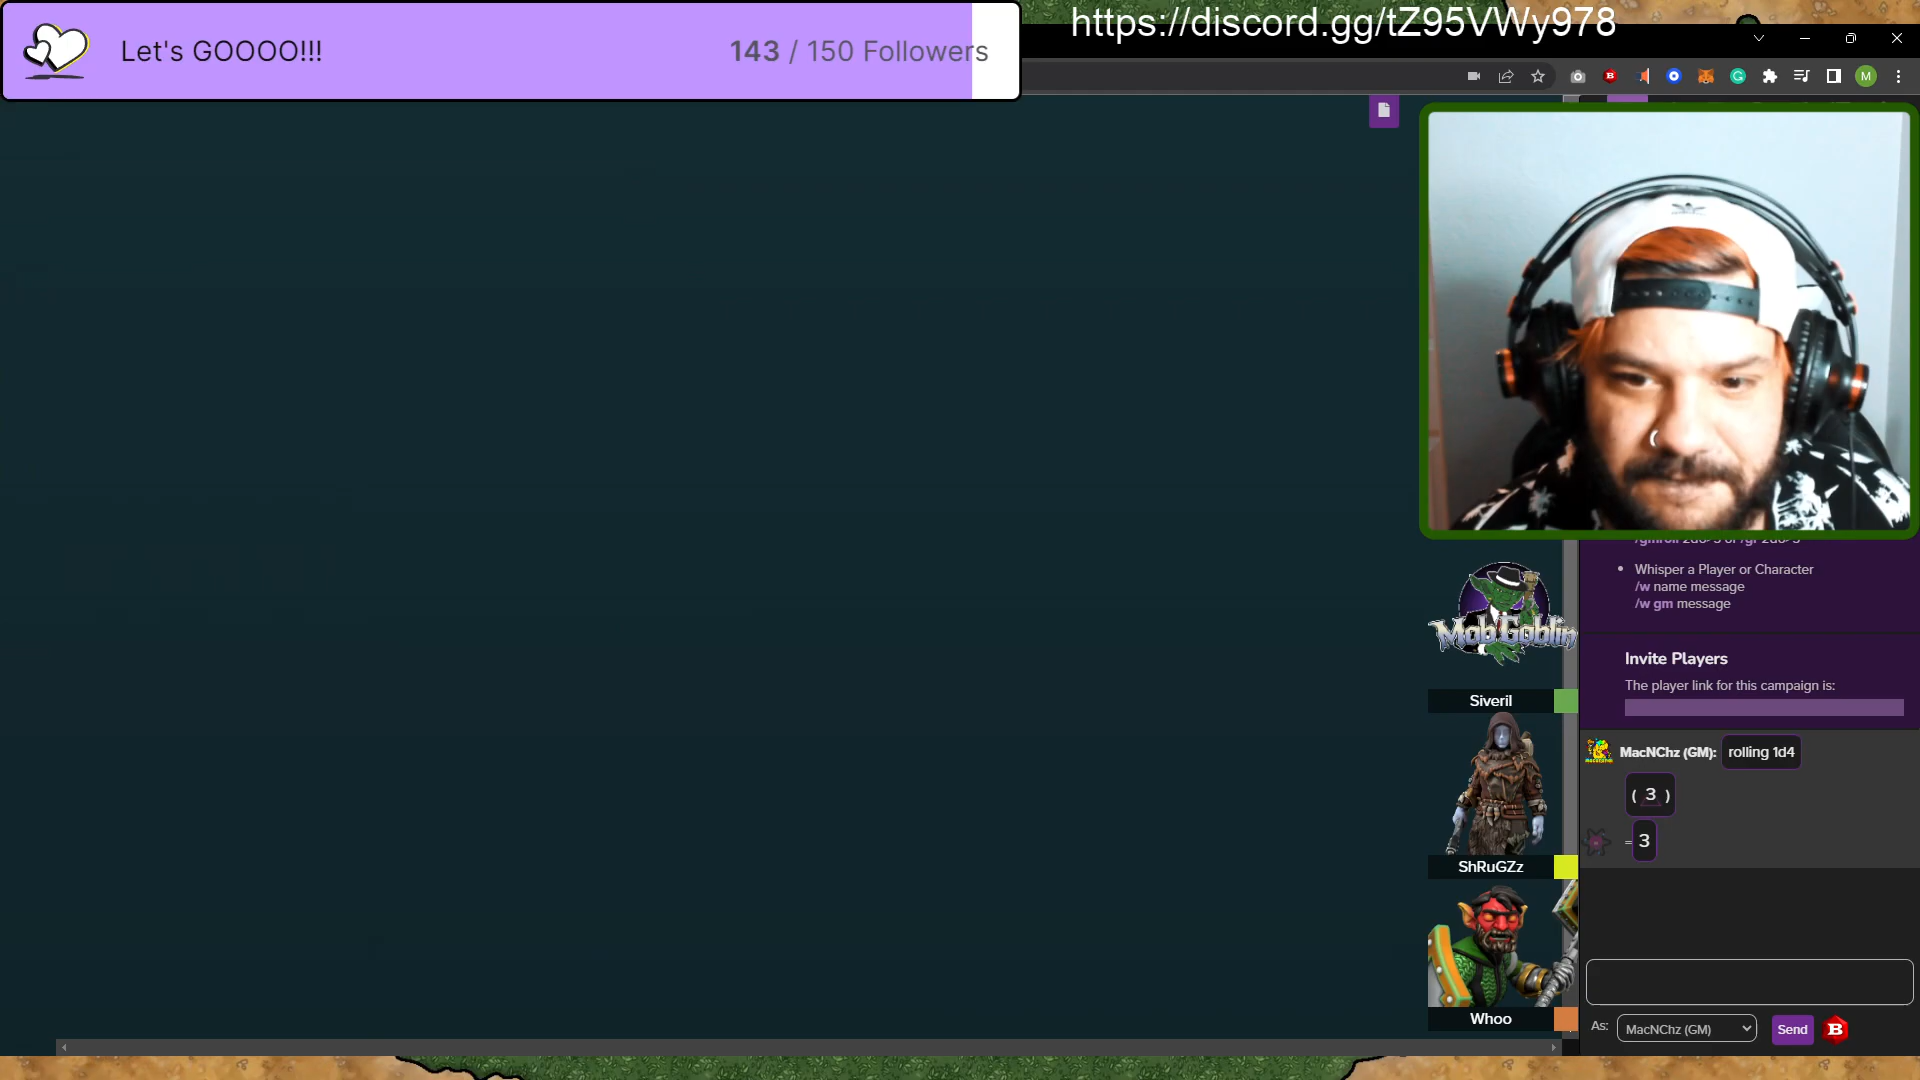 Let's GOOOO!!!
143 / 150 Followers
https://discord.gg/tZ95VWy978
M
Whisper a Player or Character
/w name message
/w gm message
Invite Players
The player link for this campaign is:
MobGoblin
Siveril
ShRuGZz
Whoo
MacNChz (GM): rolling 1d4
( 3 )
=3
As: MacNChz (GM) Send B